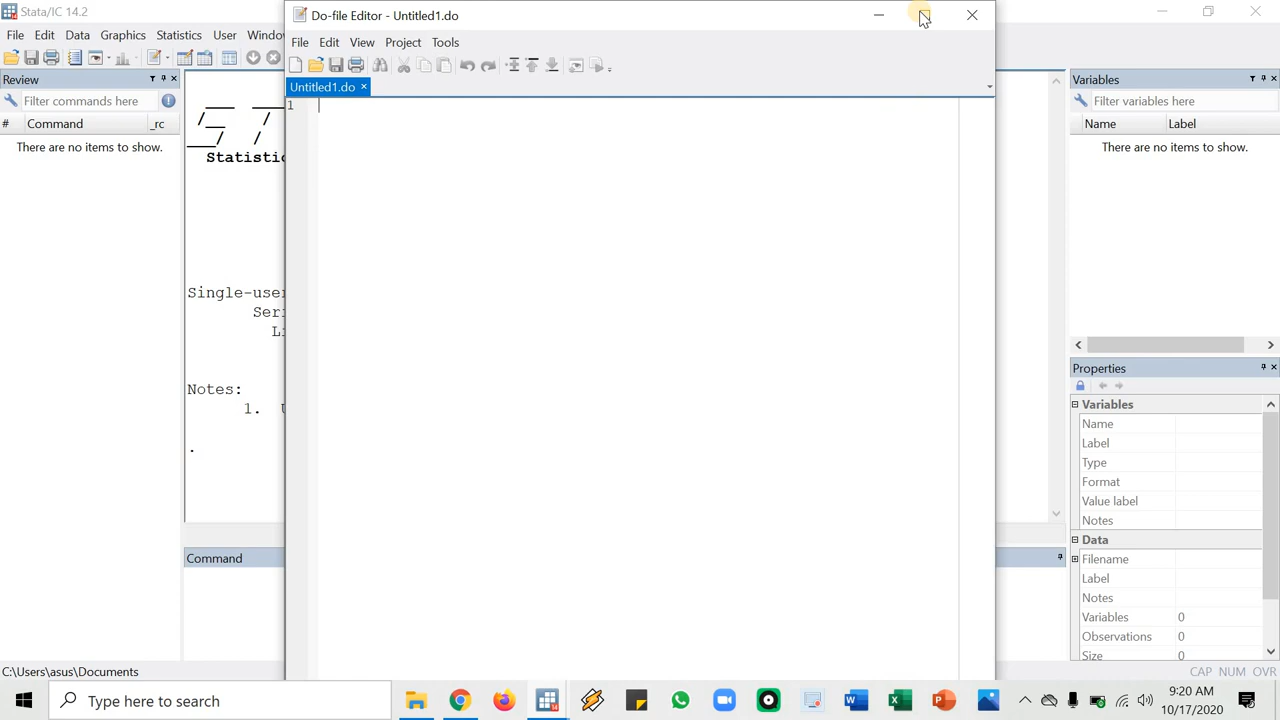 Stata/IC 14.2
File Edit Data Graphics Statistics User Window
Review
Filter commands here
# Command _rc
There are no items to show.
Statistic
Single-use
Seri
Notes:
1.
.
Command
Do-file Editor - Untitled1.do
File Edit View Project Tools
Untitled1.do
1
Variables
Filter variables here
Name Label
There are no items to show.
Properties
Variables
Name
Label
Type
Format
Value label
Notes
Data
Filename
Label
Notes
Variables 0
Observations 0
Size 0
C:\Users\asus\Documents
CAP NUM OVR
Type here to search
9:20 AM
10/17/2020